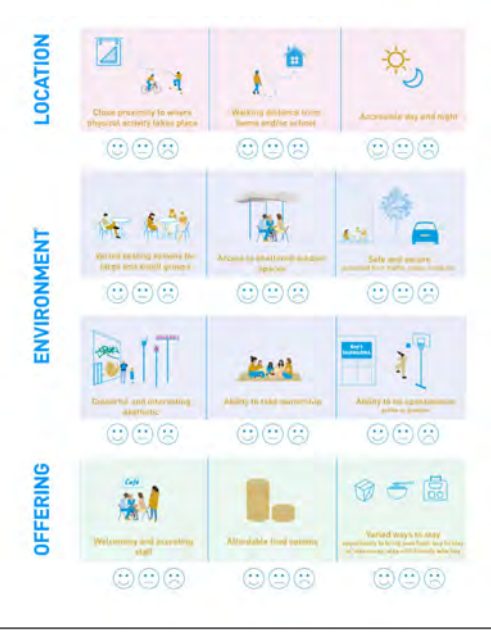 LOCATION
Close proximity to where
physical activity takes place
Walking distance from
home and/or school
Accessible day and night
ENVIRONMENT
Varied seating options for
large and small groups
Access to sheltered outdoor
spaces
Safe and secure
Colourful and interesting
aesthetic
Ability to take ownership
Ability to be spontaneous
OFFERING
Café
Welcoming and
staff
Affordable food options
Varied ways to stay